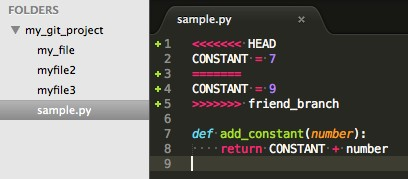 FOLDERS
my_git_project
my_file
myfile2
myfile3
sample.py
sample.py ×
+ 1 <<<<<<< HEAD
2 CONSTANT = 7
+ 3 =======
4 CONSTANT = 9
+ 5 >>>>>>> friend_branch
6
7 def add_constant(number):
8 ····return CONSTANT + number
9